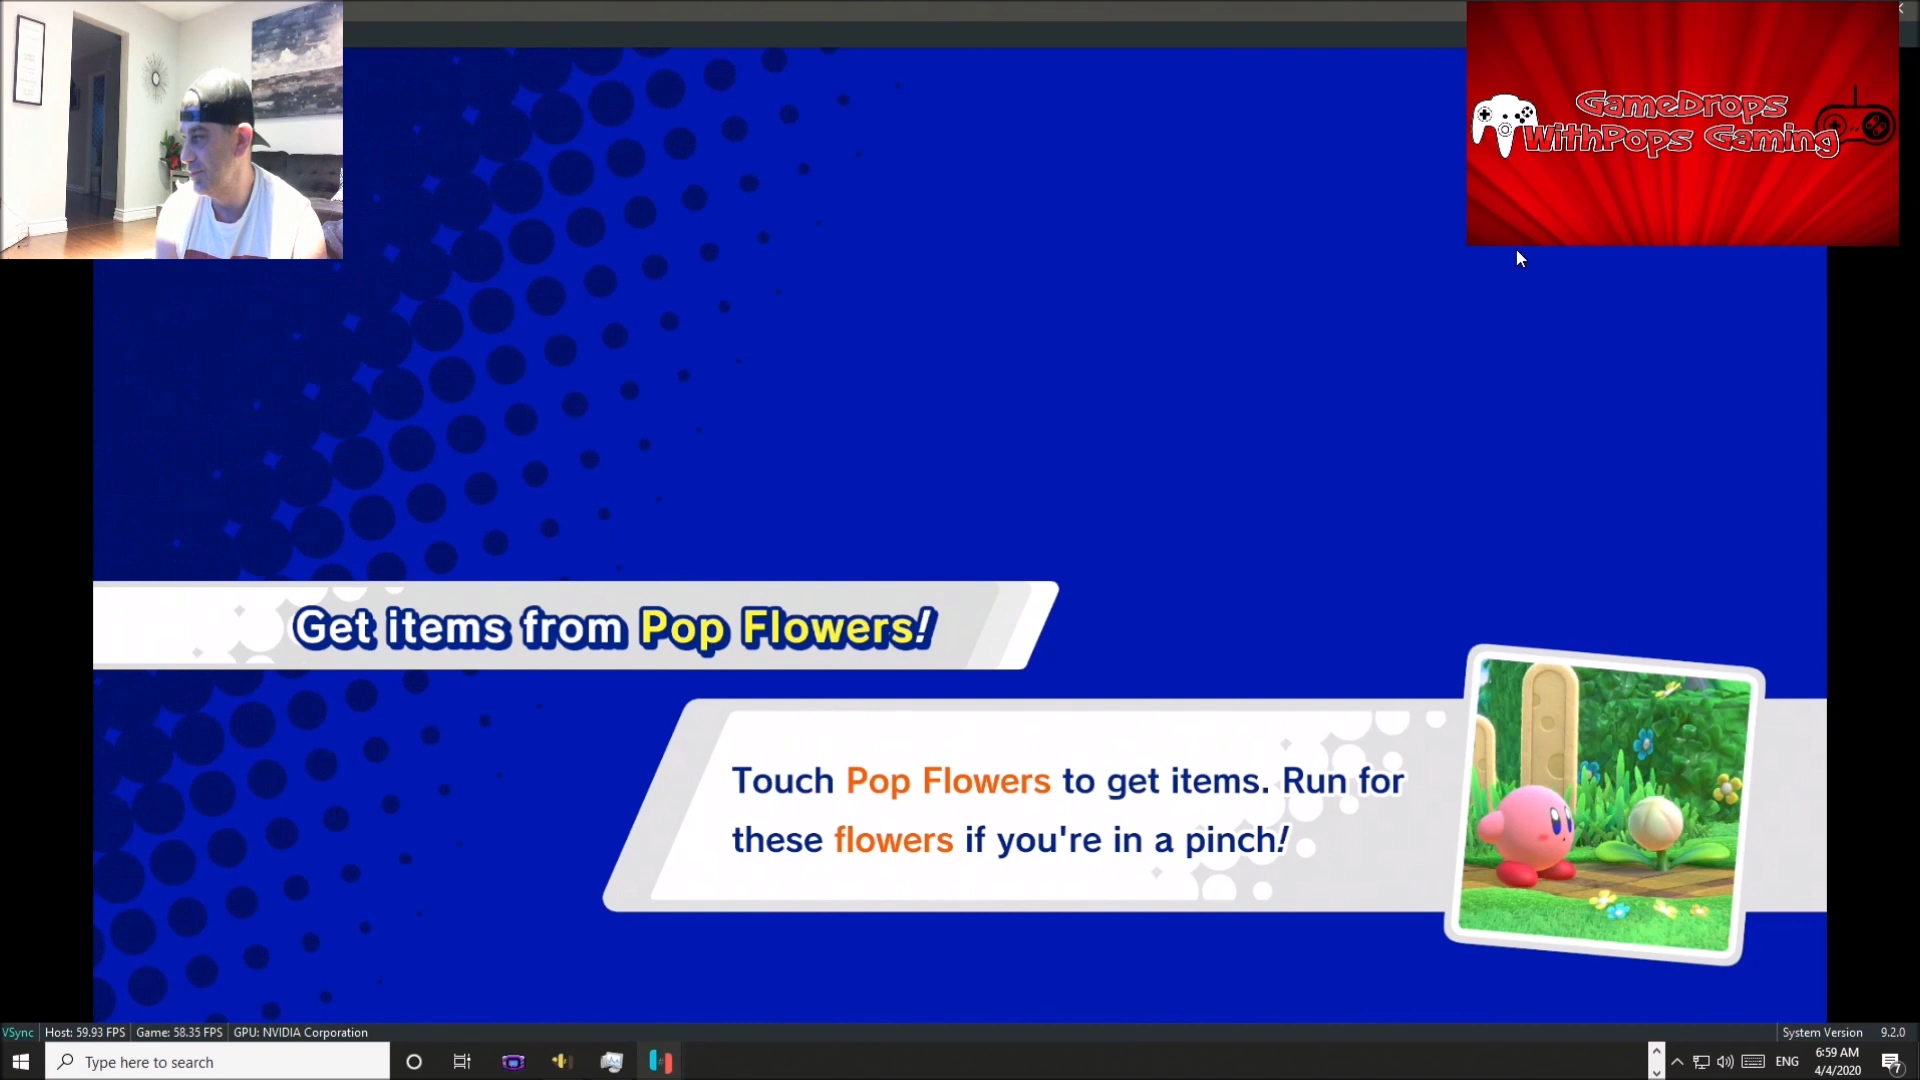 GameDrops
WithPops Gaming
Get items from Pop Flowers!
Touch Pop Flowers to get items. Run for
these flowers if you're in a pinch!
VSync Host: 59.93 FPS Game: 58.35 FPS GPU: NVIDIA Corporation System Version 9.2.0
Type here to search
ENG
6:59 AM
4/4/2020
7